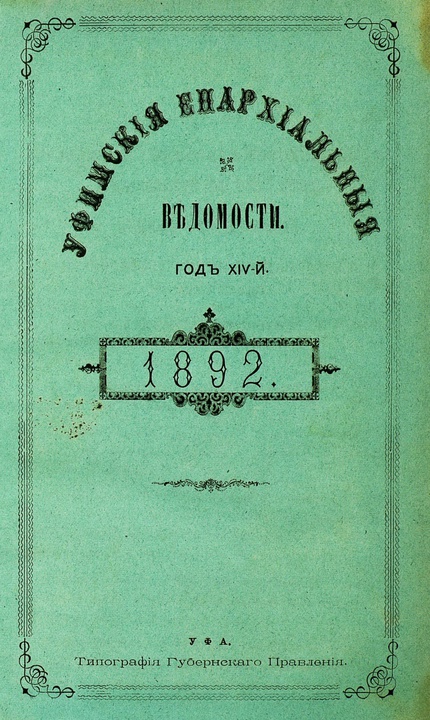 УФИМСКІЯ ЕПАРХІАЛЬНЫЯ
ВѢДОМОСТИ.
ГОДЪ XIV-Й.
1892.
УФА.
Типографія Губернскаго Правленія.